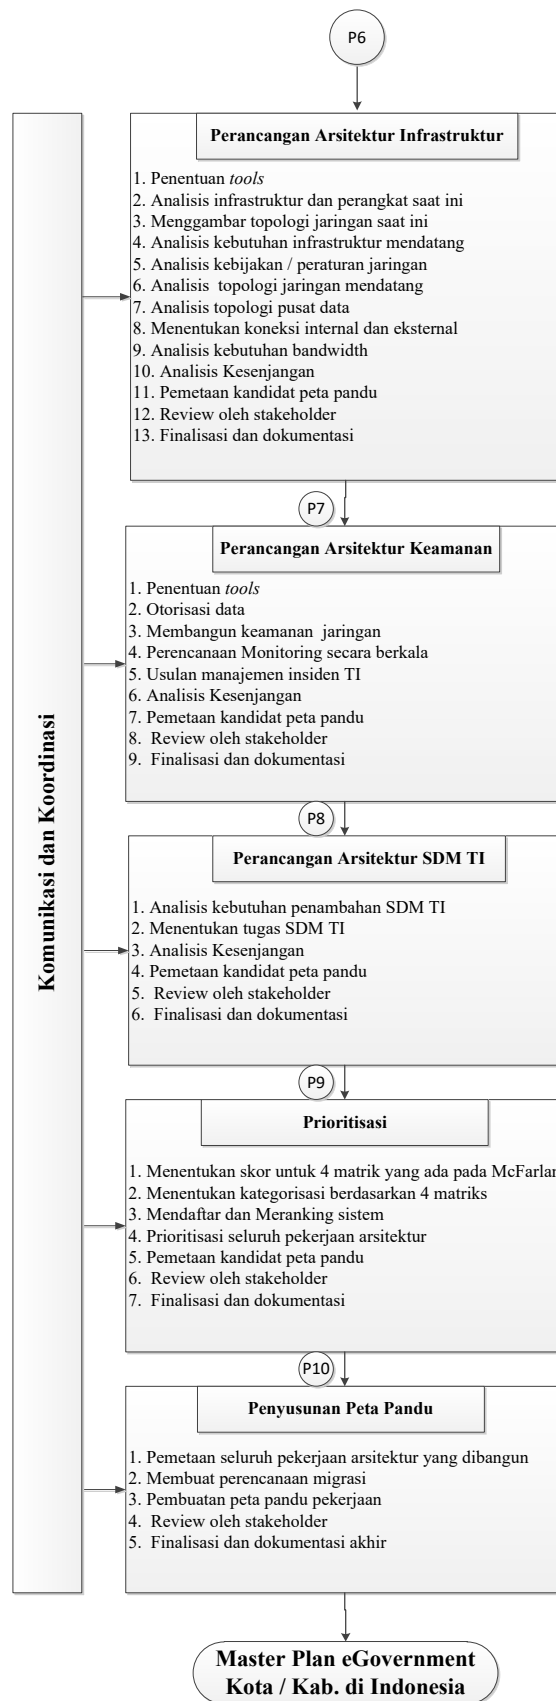 P6
Perancangan Arsitektur Infrastruktur
1. Penentuan tools
2. Analisis infrastruktur dan perangkat saat ini
3. Menggambar topologi jaringan saat ini
4. Analisis kebutuhan infrastruktur mendatang
5. Analisis kebijakan / peraturan jaringan
6. Analisis topologi jaringan mendatang
7. Analisis topologi pusat data
8. Menentukan koneksi internal dan eksternal
9. Analisis kebutuhan bandwidth
10. Analisis Kesenjangan
11. Pemetaan kandidat peta pandu
12. Review oleh stakeholder
13. Finalisasi dan dokumentasi
P7
Perancangan Arsitektur Keamanan
1. Penentuan tools
2. Otorisasi data
3. Membangun keamanan jaringan
4. Perencanaan Monitoring secara berkala
5. Usulan manajemen insiden TI
6. Analisis Kesenjangan
7. Pemetaan kandidat peta pandu
8. Review oleh stakeholder
9. Finalisasi dan dokumentasi
Komunikasi dan Koordinasi
P8
Perancangan Arsitektur SDM TI
1. Analisis kebutuhan penambahan SDM TI
2. Menentukan tugas SDM TI
3. Analisis Kesenjangan
4. Pemetaan kandidat peta pandu
5. Review oleh stakeholder
6. Finalisasi dan dokumentasi
P9
Prioritisasi
1. Menentukan skor untuk 4 matrik yang ada pada McFarlan
2. Menentukan kategorisasi berdasarkan 4 matriks
3. Mendaftar dan Meranking sistem
4. Prioritisasi seluruh pekerjaan arsitektur
5. Pemetaan kandidat peta pandu
6. Review oleh stakeholder
7. Finalisasi dan dokumentasi
P10
Penyusunan Peta Pandu
1. Pemetaan seluruh pekerjaan arsitektur yang dibangun
2. Membuat perencanaan migrasi
3. Pembuatan peta pandu pekerjaan
4. Review oleh stakeholder
5. Finalisasi dan dokumentasi akhir
Master Plan eGovernment
Kota / Kab. di Indonesia